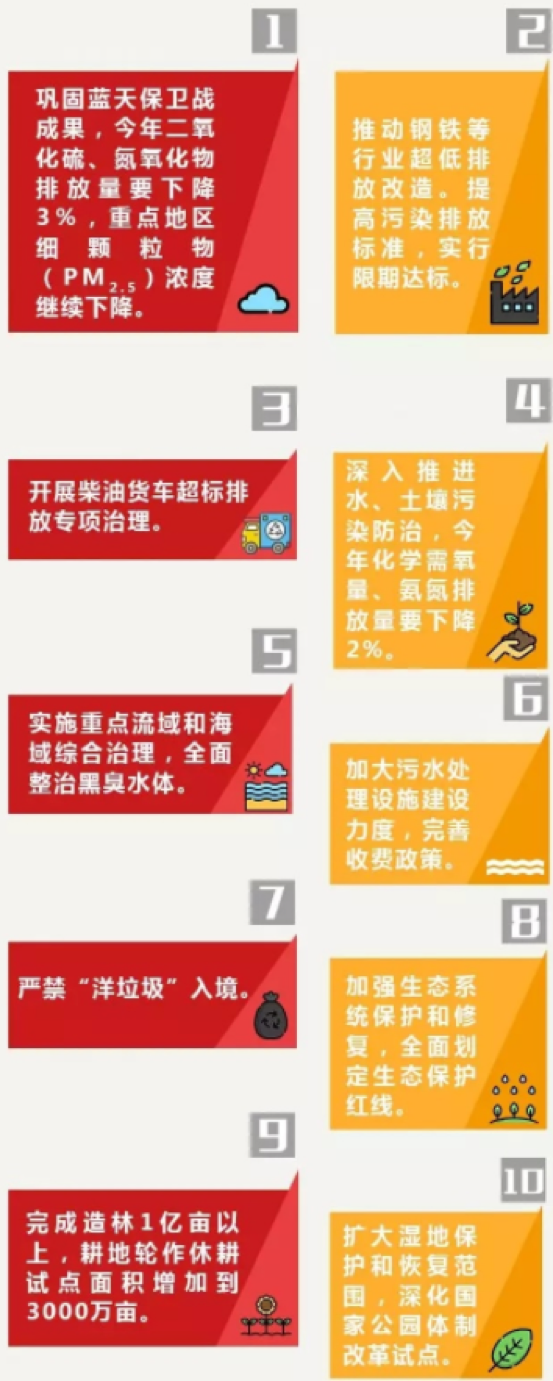 1
巩固蓝天保卫战
成果，今年二氧
化硫、氮氧化物
排放量要下降
3%，重点地区
细颗粒物
（PM2.5）浓度
继续下降。
2
推动钢铁等
行业超低排
放改造。提
高污染排放
标准，实行
限期达标。
3
开展柴油货车超标排
放专项治理。
4
深入推进
水、土壤污
染防治，今
年化学需氧
量、氨氮排
放量要下降
2%。
5
实施重点流域和海
域综合治理，全面
整治黑臭水体。
6
加大污水处
理设施建设
力度，完善
收费政策。
7
严禁“洋垃圾”入境。
8
加强生态系
统保护和修
复，全面划
定生态保护
红线。
9
完成造林1亿亩以
上，耕地轮作休耕
试点面积增加到
3000万亩。
10
扩大湿地保
护和恢复范
围，深化国
家公园体制
改革试点。